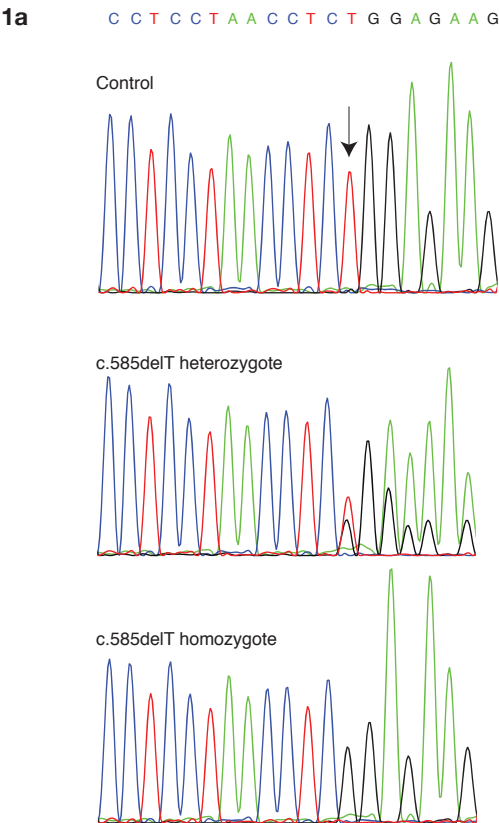 1a
C C T C C T A A C C T C T G G A G A A G
Control
c.585delT heterozygote
c.585delT homozygote